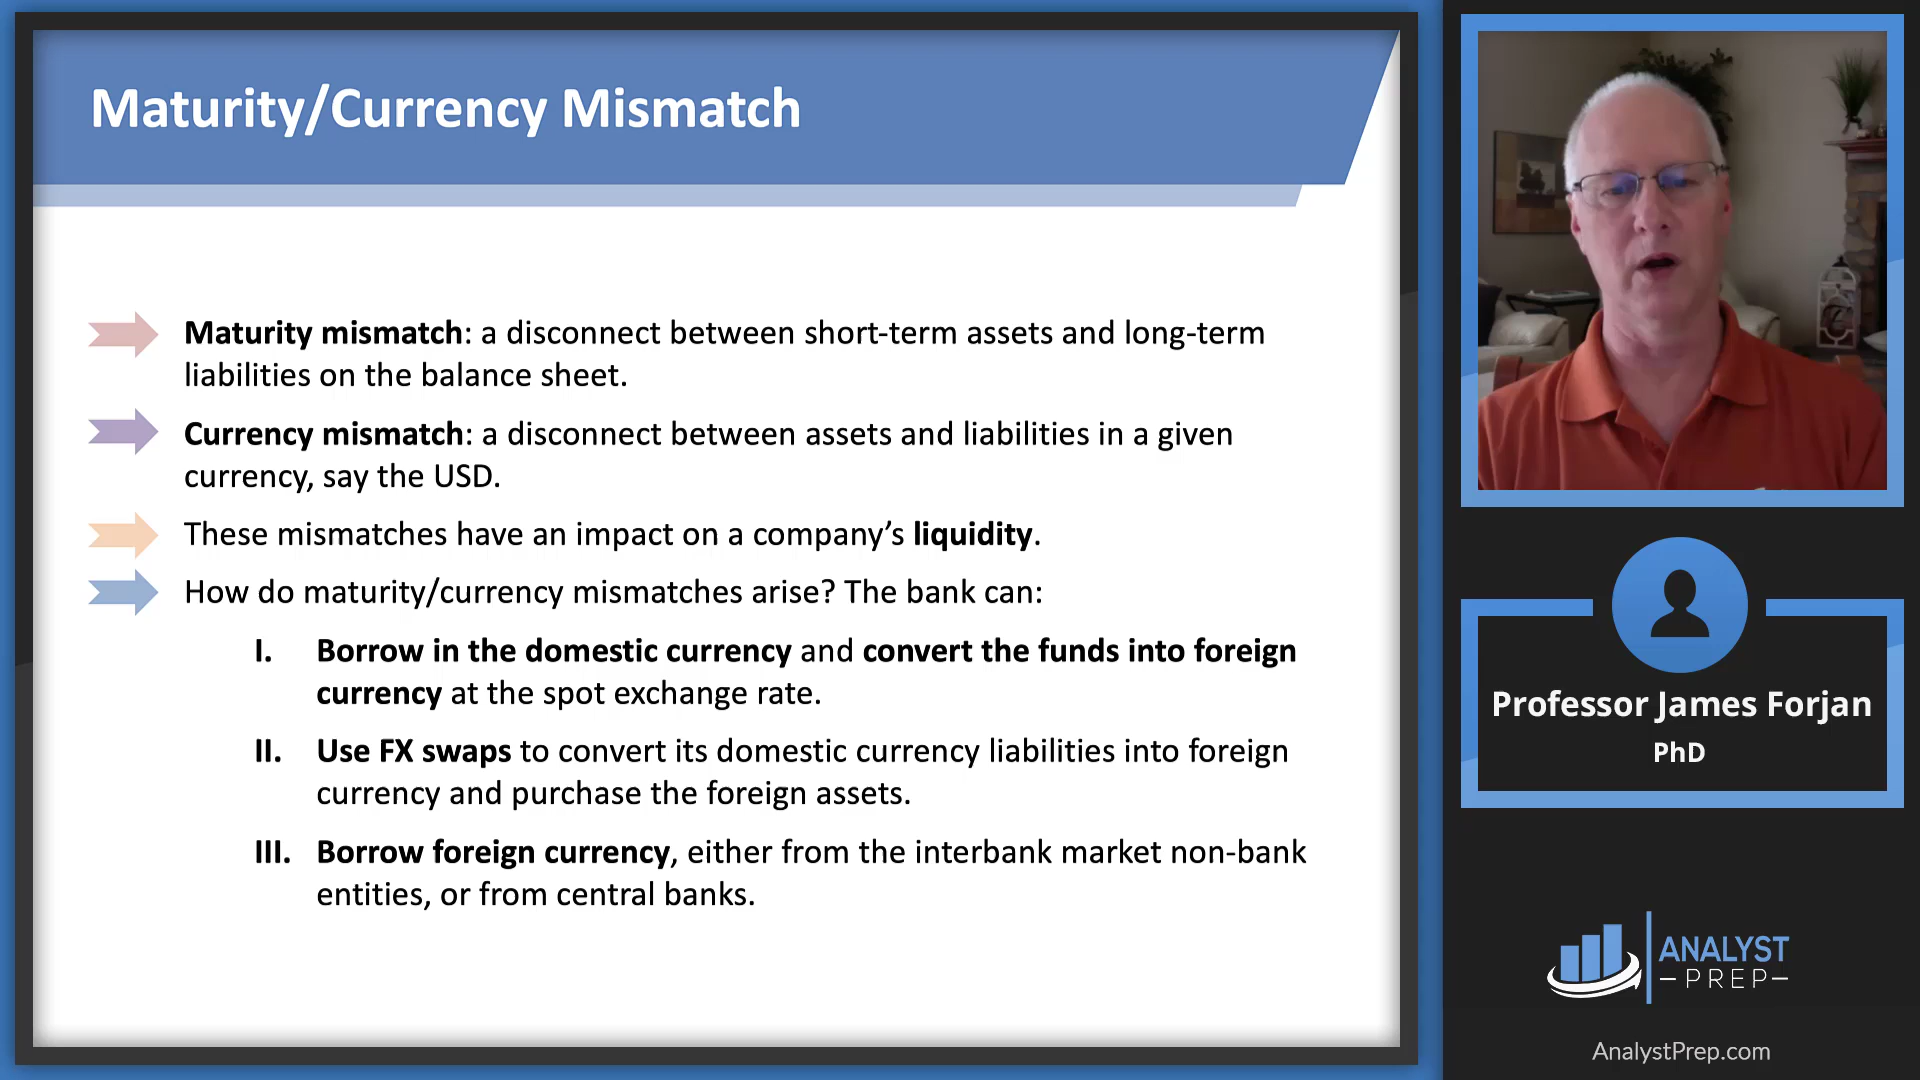 Maturity/Currency Mismatch
Maturity mismatch: a disconnect between short-term assets and long-term
liabilities on the balance sheet.
Currency mismatch: a disconnect between assets and liabilities in a given
currency, say the USD.
These mismatches have an impact on a company’s liquidity.
How do maturity/currency mismatches arise? The bank can:
I. Borrow in the domestic currency and convert the funds into foreign
currency at the spot exchange rate.
II. Use FX swaps to convert its domestic currency liabilities into foreign
currency and purchase the foreign assets.
III. Borrow foreign currency, either from the interbank market non-bank
entities, or from central banks.
Professor James Forjan
PhD
ANALYST
PREP
AnalystPrep.com